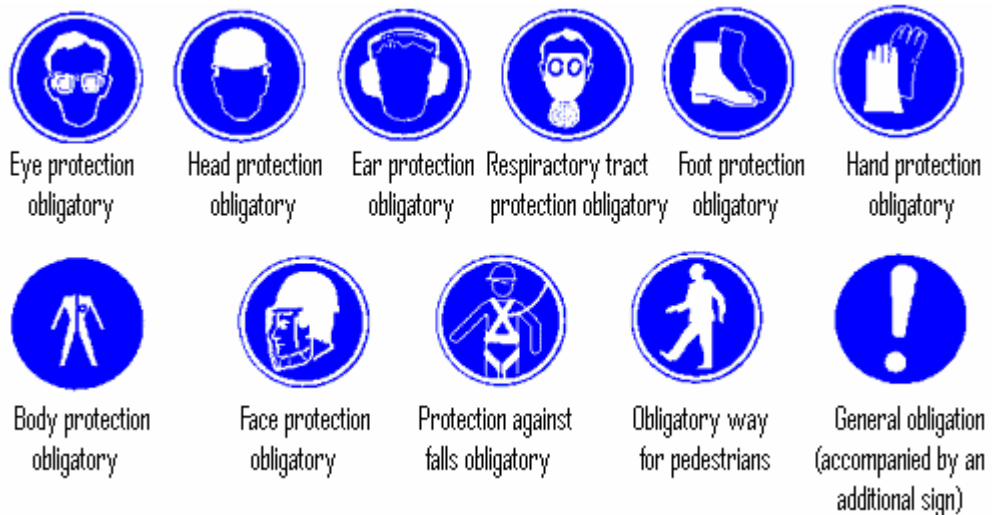 Eye protection
obligatory
Head protection
obligatory
Ear protection
obligatory
Respiractory tract
protection obligatory
Foot protection
obligatory
Hand protection
obligatory
Body protection
obligatory
Face protection
obligatory
Protection against
falls obligatory
Obligatory way
for pedestrians
General obligation
(accompanied by an
additional sign)